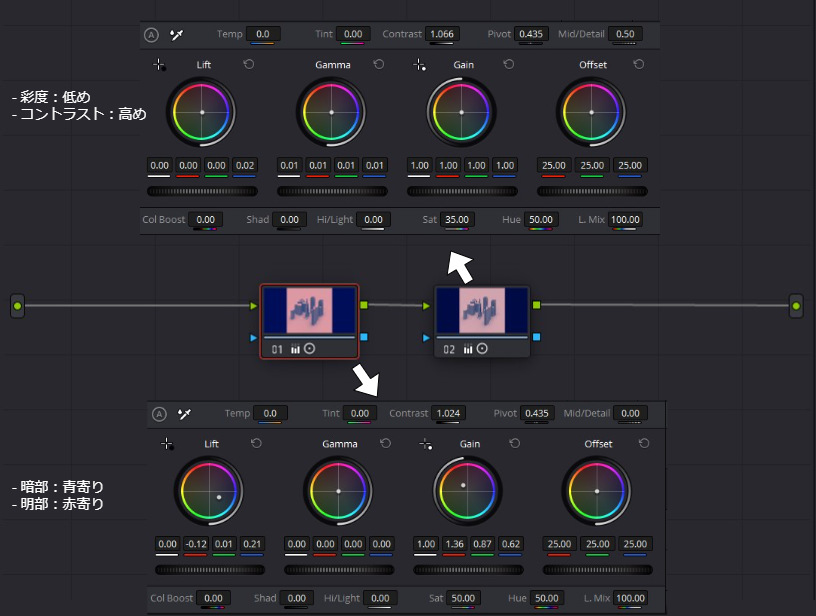 A Temp 0.0 Tint 0.00 Contrast 1.066 Pivot 0.435 Mid/Detail 0.50
Lift Gamma Gain Offset
- 彩度：低め
- コントラスト：高め
0.00 0.00 0.00 0.02 0.01 0.01 0.01 0.01 1.00 1.00 1.00 1.00 25.00 25.00 25.00
Col Boost 0.00 Shad 0.00 Hi/Light 0.00 Sat 35.00 Hue 50.00 L. Mix 100.00
01 02
A Temp 0.0 Tint 0.00 Contrast 1.024 Pivot 0.435 Mid/Detail 0.00
Lift Gamma Gain Offset
- 暗部：青寄り
- 明部：赤寄り
0.00 -0.12 0.01 0.21 0.00 0.00 0.00 0.00 1.00 1.36 0.87 0.62 25.00 25.00 25.00
Col Boost 0.00 Shad 0.00 Hi/Light 0.00 Sat 50.00 Hue 50.00 L. Mix 100.00